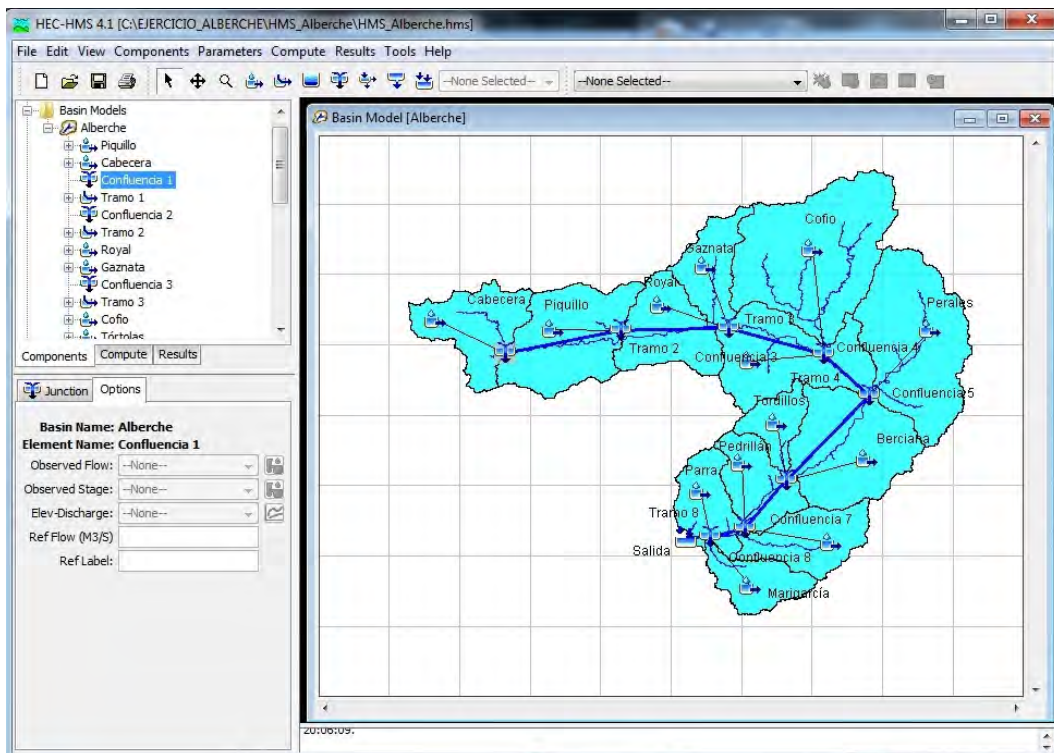 HEC-HMS 4.1 [C:\EJERCICIO_ALBERCHE\HMS_Alberche\HMS_Alberche.hms]
File Edit View Components Parameters Compute Results Tools Help
--None Selected-- --None Selected--
Basin Models
Alberche
Piquillo
Cabecera
Confluencia 1
Tramo 1
Confluencia 2
Tramo 2
Royal
Gaznata
Confluencia 3
Tramo 3
Cofio
Tórtolas
Components Compute Results
Junction Options
Basin Name: Alberche
Element Name: Confluencia 1
Observed Flow: --None--
Observed Stage: --None--
Elev-Discharge: --None--
Ref Flow (M3/S)
Ref Label:
Basin Model [Alberche]
Cofio
Gaznata
Royal
Cabecera
Piquillo
Perales
Tramo 3
Tramo 2
Confluencia 3
Confluencia 4
Tramo 4
Confluencia 5
Tordillos
Berciana
Pedrillán
Parra
Tramo 8
Confluencia 7
Salida
Confluencia 8
Marigarcía
20:06:09.